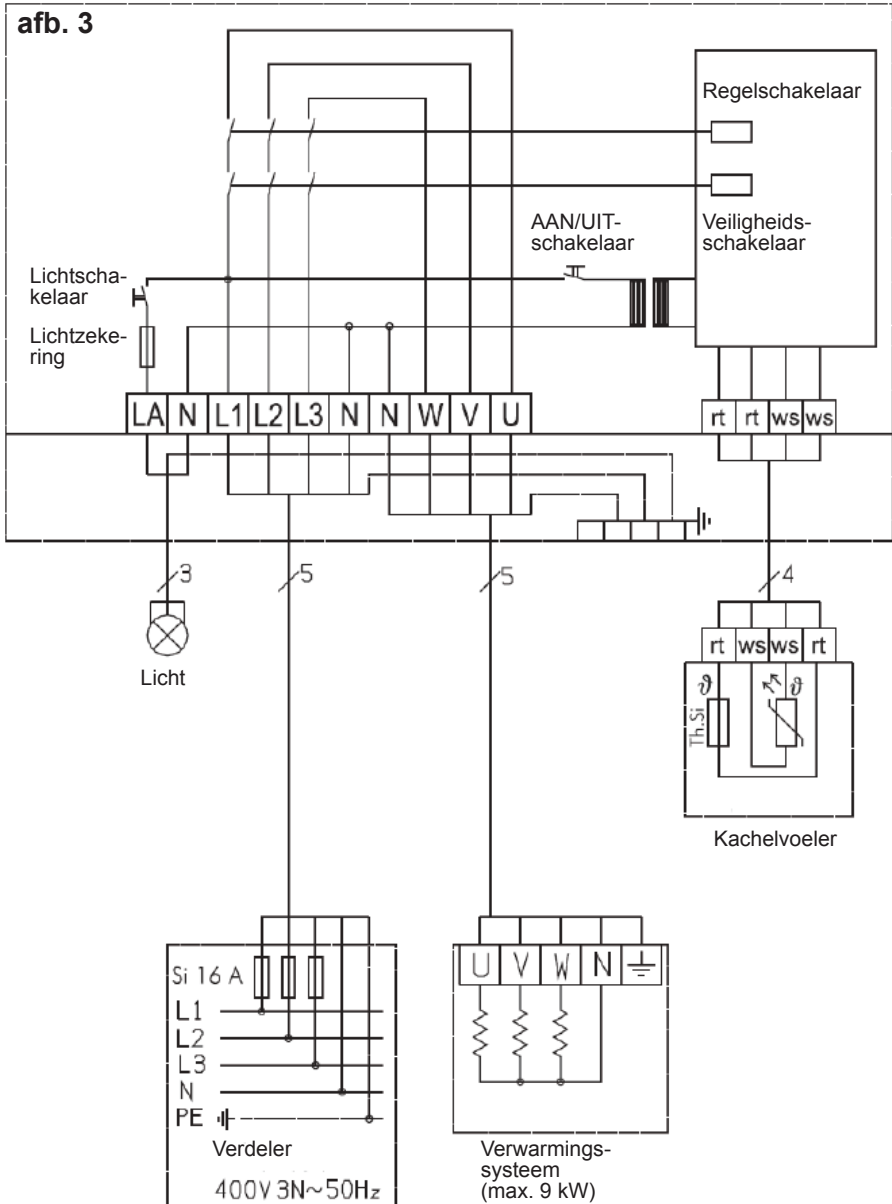 afb. 3
Regelschakelaar
AAN/UIT-
schakelaar
Veiligheids-
schakelaar
Lichtscha-
kelaar
Lichtzeke-
ring
LA N L1 L2 L3 N N W V U
rt rt ws ws
3
5
5
4
Licht
rt ws ws rt
ϑ
ϑ
Th.Si
Kachelvoeler
U V W N
Si 16 A
L1
L2
L3
N
PE
Verdeler
400V 3N~50Hz
Verwarmings-
systeem
(max. 9 kW)